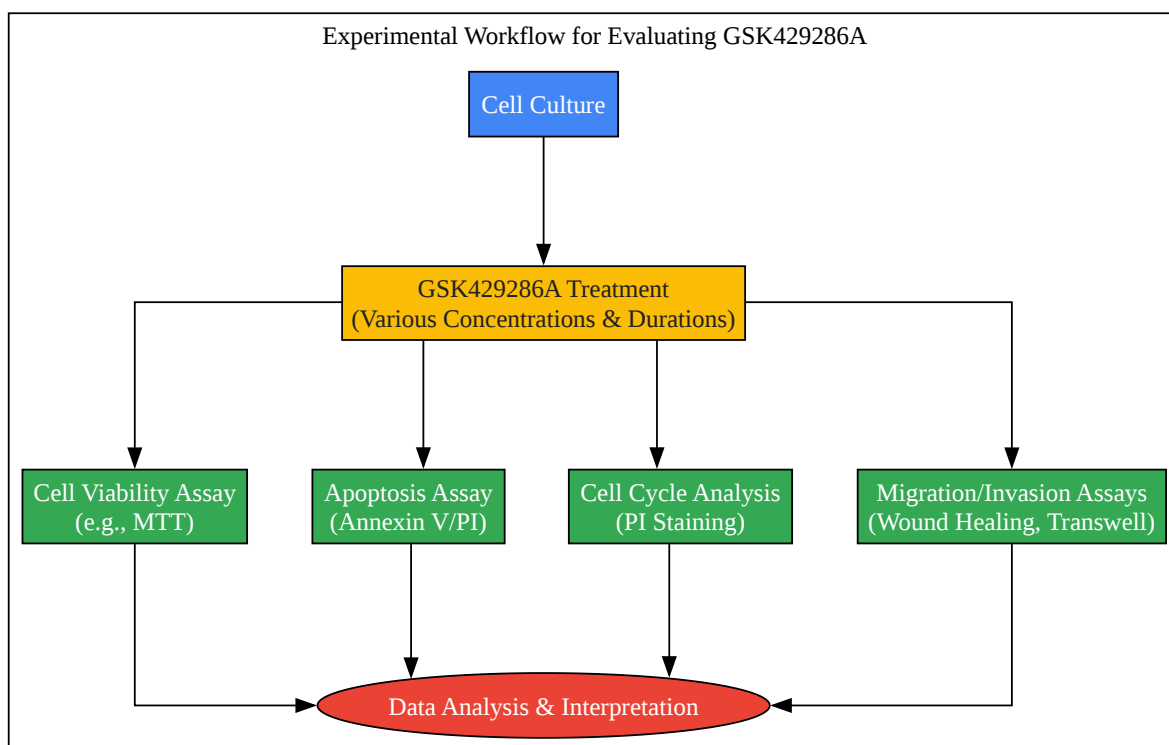 Experimental Workflow for Evaluating GSK429286A
Cell Culture
GSK429286A Treatment
(Various Concentrations & Durations)
Cell Viability Assay
(e.g., MTT)
Apoptosis Assay
(Annexin V/PI)
Cell Cycle Analysis
(PI Staining)
Migration/Invasion Assays
(Wound Healing, Transwell)
Data Analysis & Interpretation